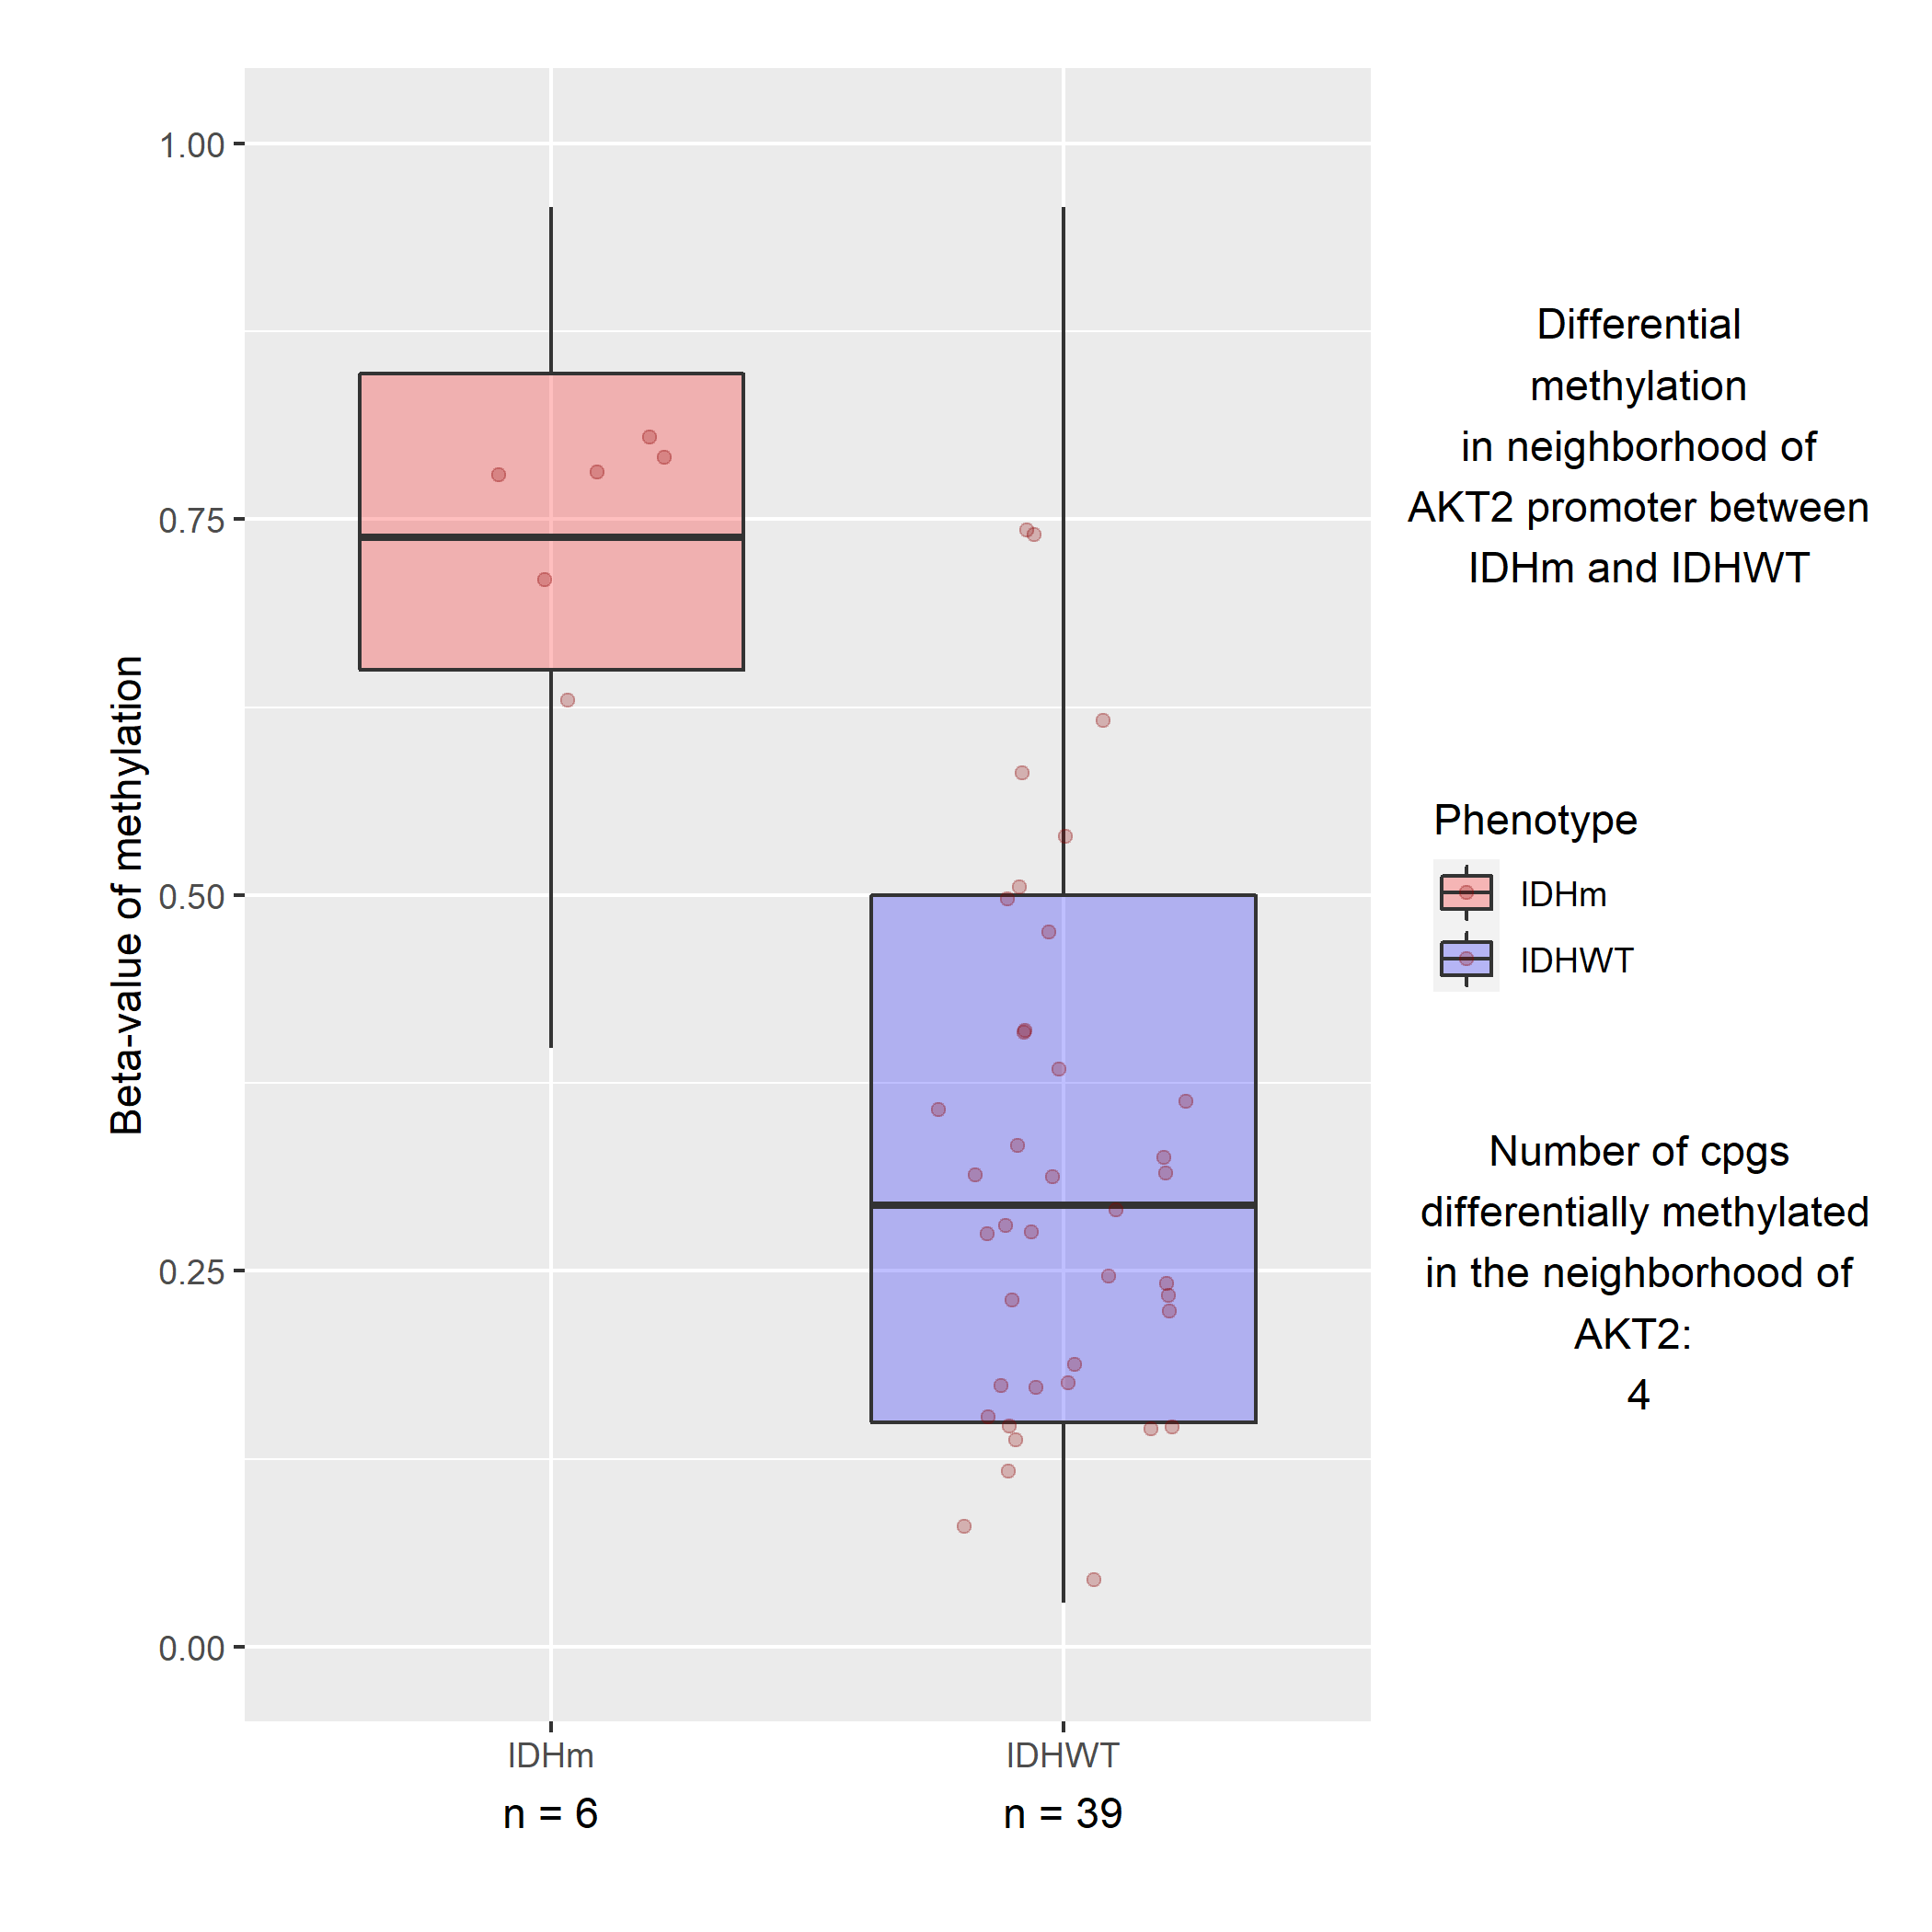 1.00
0.75
0.50
0.25
0.00
Beta-value of methylation
IDHm
IDHWT
n = 6
n = 39
Differential
methylation
in neighborhood of
AKT2 promoter between
IDHm and IDHWT
Phenotype
IDHm
IDHWT
Number of cpgs
differentially methylated
in the neighborhood of
AKT2:
4